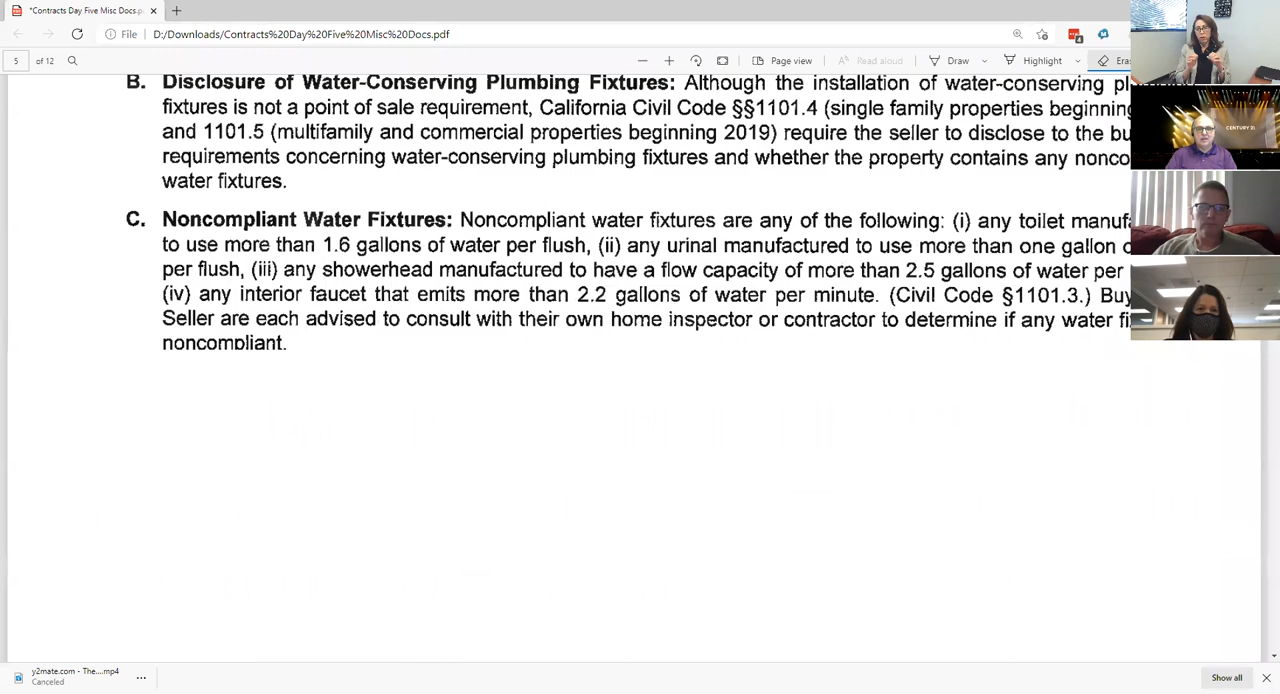 *Contracts Day Five Misc Docs.pdf
File D:/Downloads/Contracts%20Day%20Five%20Misc%20Docs.pdf
5 of 12 Page view Read aloud Draw Highlight
B. Disclosure of Water-Conserving Plumbing Fixtures: Although the installation of water-conserving
fixtures is not a point of sale requirement, California Civil Code §§1101.4 (single family properties beginning
and 1101.5 (multifamily and commercial properties beginning 2019) require the seller to disclose to the
requirements concerning water-conserving plumbing fixtures and whether the property contains any
water fixtures.
C. Noncompliant Water Fixtures: Noncompliant water fixtures are any of the following: (i) any toilet
to use more than 1.6 gallons of water per flush, (ii) any urinal manufactured to use more than one gallon
per flush, (iii) any showerhead manufactured to have a flow capacity of more than 2.5 gallons of water per
(iv) any interior faucet that emits more than 2.2 gallons of water per minute. (Civil Code §1101.3.)
Seller are each advised to consult with their own home inspector or contractor to determine if any water
noncompliant.
CENTURY 21
y2mate.com - The....mp4
Canceled
Show all